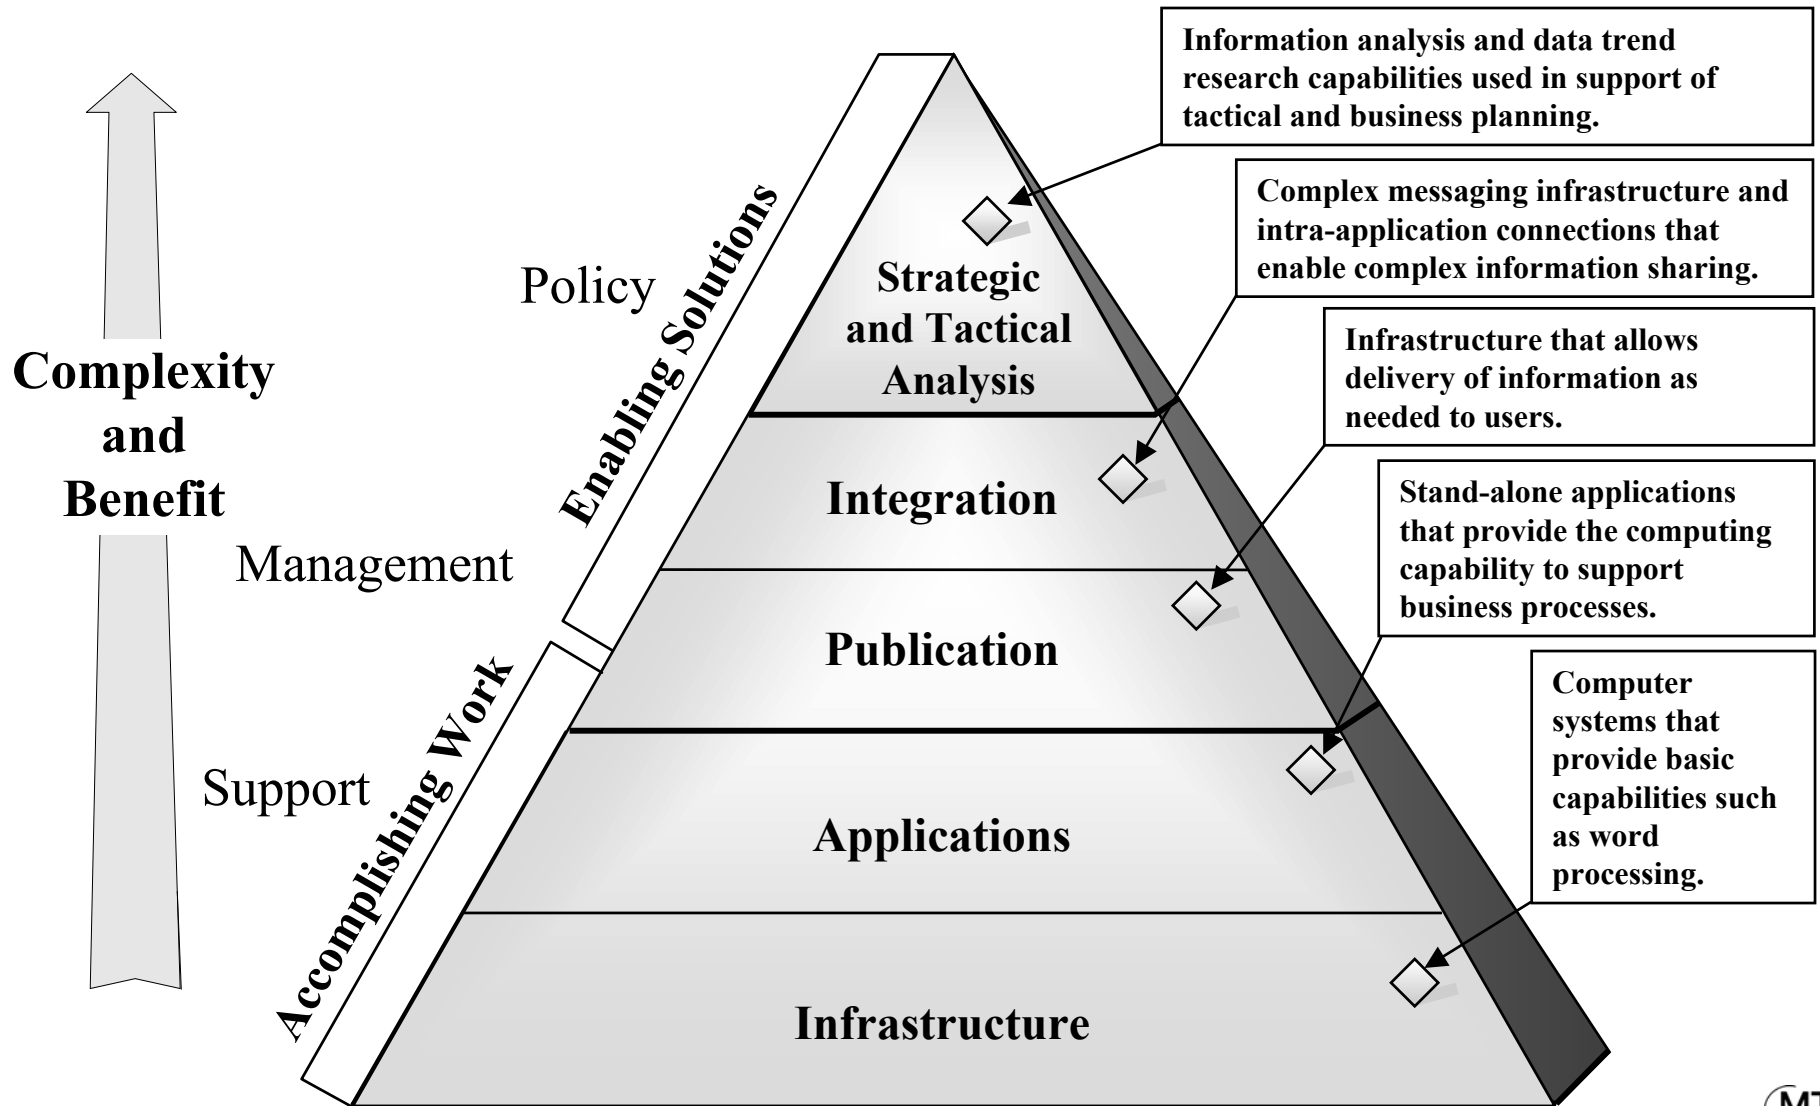 Information analysis and data trend
research capabilities used in support of
tactical and business planning.
Complex messaging infrastructure and
intra-application connections that
enable complex information sharing.
Infrastructure that allows
delivery of information as
needed to users.
Stand-alone applications
that provide the computing
capability to support
business processes.
Computer
systems that
provide basic
capabilities such
as word
processing.
Complexity
and
Benefit
Policy
Management
Support
Enabling Solutions
Accomplishing Work
Strategic
and Tactical
Analysis
Integration
Publication
Applications
Infrastructure